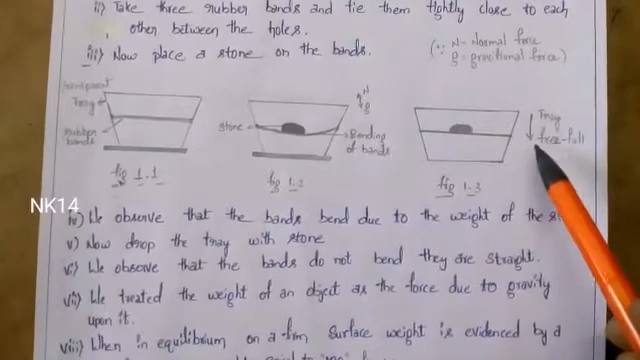 ii) Take three rubber bands and tie them tightly close to each
other between the holes.
iii) Now place a stone on the bands.
(∵ N - Normal force
g = gravitional force)
Transparent
Tray
Rubber
bands
fig 1.1
Stone
N
g
Bending
of bands
fig 1.2
Tray
free-fall
fig 1.3
NK14
iv) We observe that the bands bend due to the weight of the
v) Now drop the tray with stone
vi) We observe that the bands do not bend they are straight.
vii) We treated the weight of an object as the force due to gravity
upon it.
viii) When in equilibrium on a firm surface weight is evidenced by a